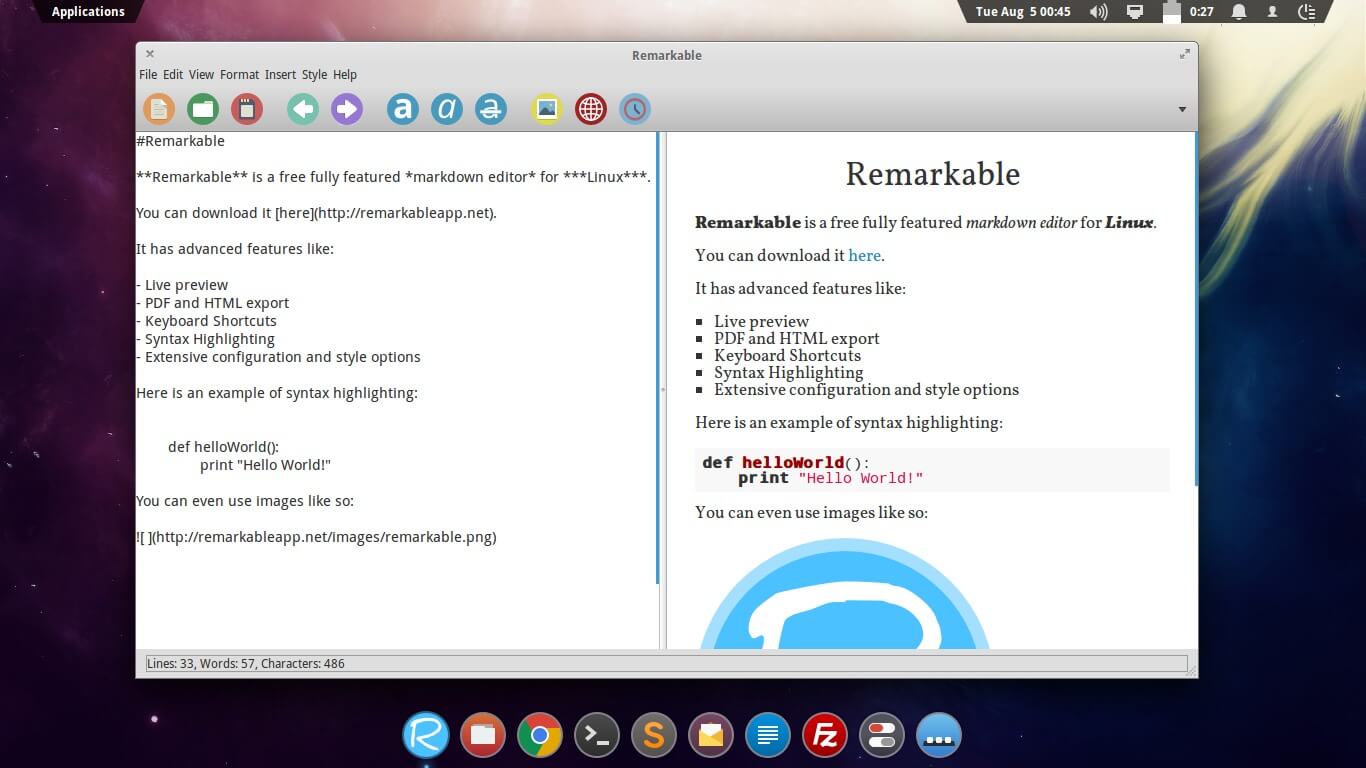 Applications
Tue Aug 5 00:45
0:27
Remarkable
File Edit View Format Insert Style Help
a a a
#Remarkable
**Remarkable** is a free fully featured *markdown editor* for ***Linux***.
You can download it [here](http://remarkableapp.net).
It has advanced features like:
- Live preview
- PDF and HTML export
- Keyboard Shortcuts
- Syntax Highlighting
- Extensive configuration and style options
Here is an example of syntax highlighting:
def helloWorld():
print "Hello World!"
You can even use images like so:
![ ](http://remarkableapp.net/images/remarkable.png)
Remarkable
Remarkable is a free fully featured markdown editor for Linux.
You can download it here.
It has advanced features like:
Live preview
PDF and HTML export
Keyboard Shortcuts
Syntax Highlighting
Extensive configuration and style options
Here is an example of syntax highlighting:
def helloWorld():
print "Hello World!"
You can even use images like so:
Lines: 33, Words: 57, Characters: 486
R
S
Fz